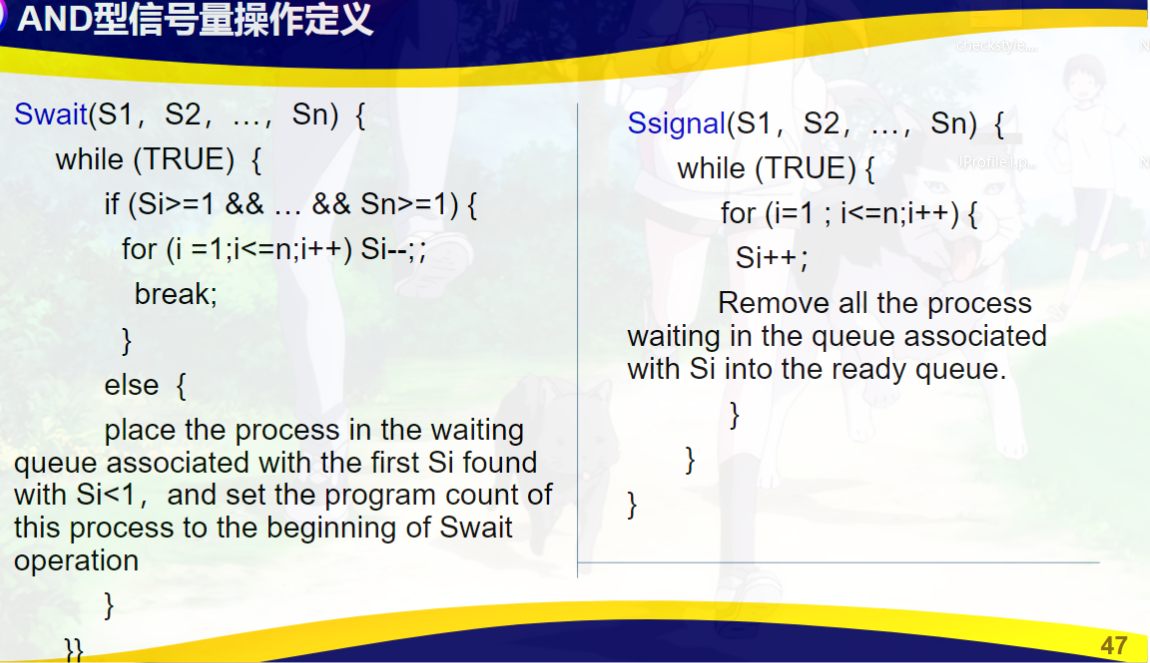 AND型信号量操作定义
Swait(S1, S2, …, Sn) {
while (TRUE) {
if (Si>=1 && … && Sn>=1) {
for (i =1;i<=n;i++) Si--;;
break;
}
else {
place the process in the waiting
queue associated with the first Si found
with Si<1, and set the program count of
this process to the beginning of Swait
operation
}
}}
Ssignal(S1, S2, …, Sn) {
while (TRUE) {
for (i=1 ; i<=n;i++) {
Si++;
Remove all the process
waiting in the queue associated
with Si into the ready queue.
}
}
}
checkstyle...
47